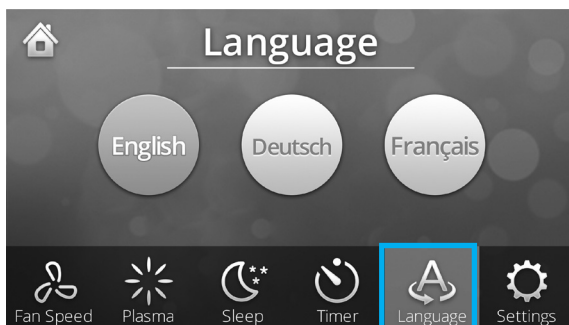 Language
English Deutsch Français
Fan Speed Plasma Sleep Timer Language Settings